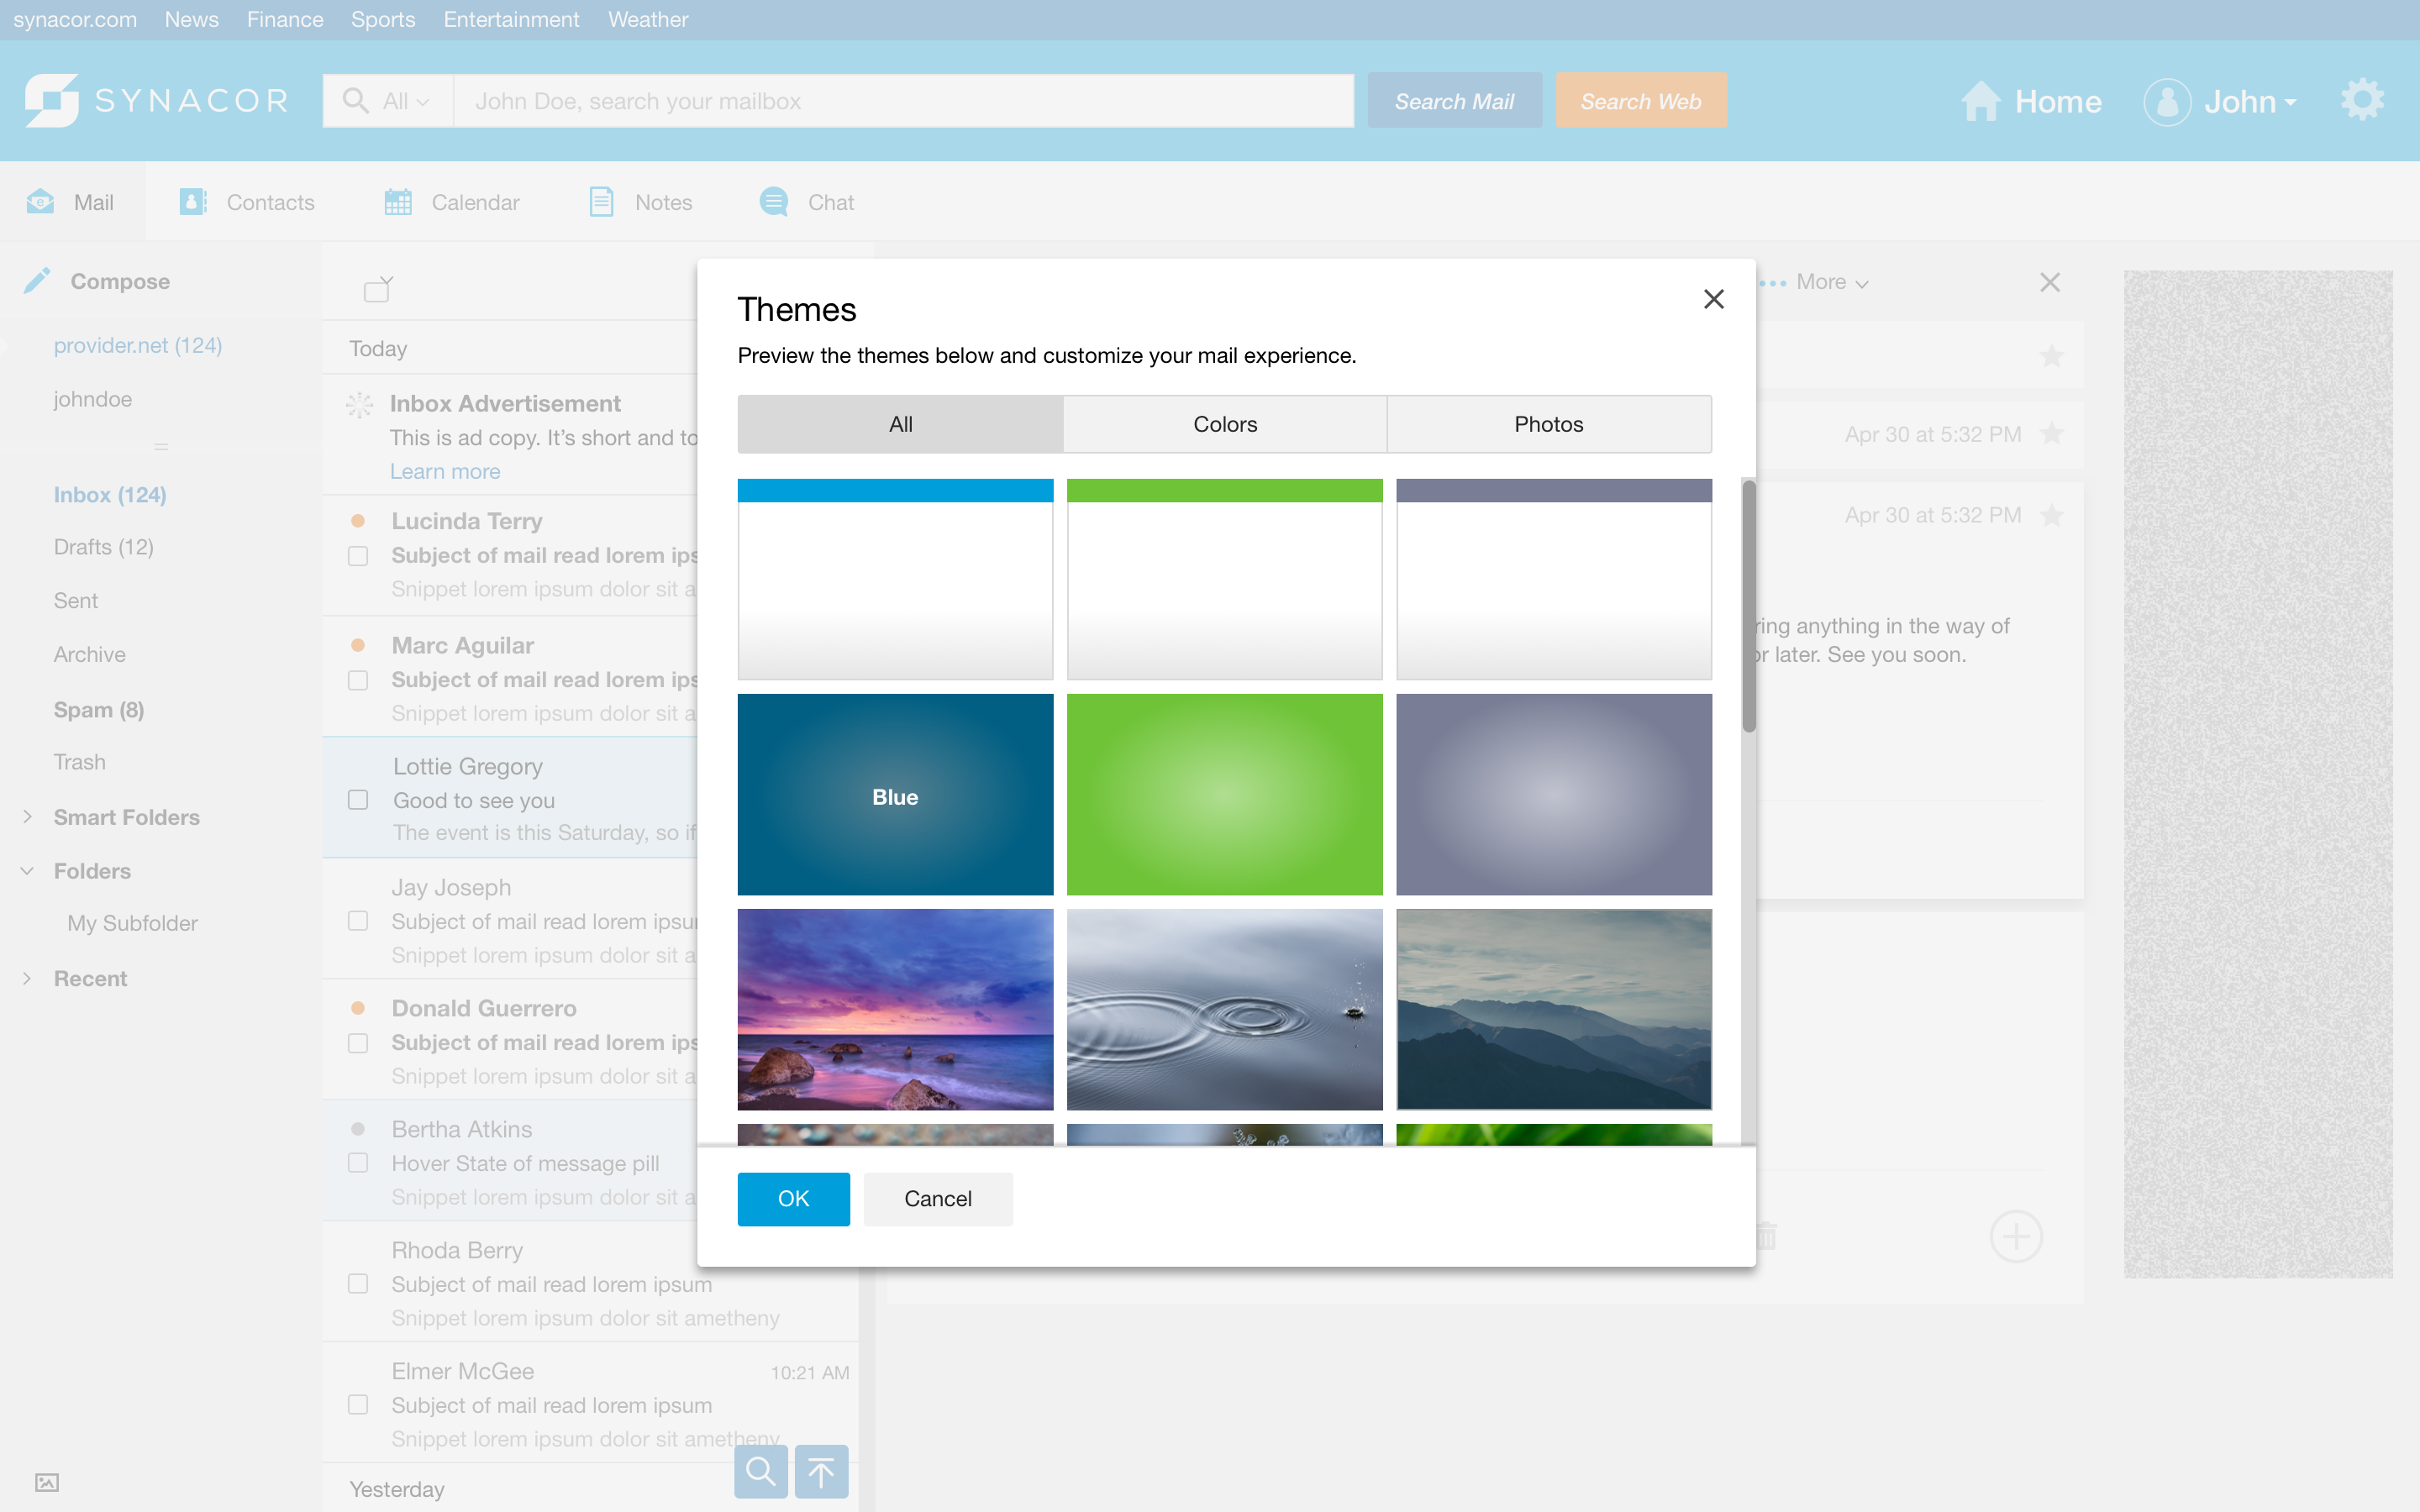 synacor.com News Finance Sports Entertainment Weather
SYNACOR
All
John Doe, search your mailbox
Search Mail
Search Web
Home
John
Mail
Contacts
Calendar
Notes
Chat
Compose
provider.net (124)
johndoe
Inbox (124)
Drafts (12)
Sent
Archive
Spam (8)
Trash
Smart Folders
Folders
My Subfolder
Recent
Today
Inbox Advertisement
This is ad copy. It’s short and to
Learn more
Lucinda Terry
Subject of mail read lorem ips
Snippet lorem ipsum dolor sit a
Marc Aguilar
Subject of mail read lorem ips
Snippet lorem ipsum dolor sit a
Lottie Gregory
Good to see you
The event is this Saturday, so if
Jay Joseph
Subject of mail read lorem ipsu
Snippet lorem ipsum dolor sit a
Donald Guerrero
Subject of mail read lorem ips
Snippet lorem ipsum dolor sit a
Bertha Atkins
Hover State of message pill
Snippet lorem ipsum dolor sit a
Rhoda Berry
Subject of mail read lorem ipsum
Snippet lorem ipsum dolor sit ametheny
Elmer McGee 10:21 AM
Subject of mail read lorem ipsum
Snippet lorem ipsum dolor sit ametheny
Yesterday
Themes
Preview the themes below and customize your mail experience.
All
Colors
Photos
Blue
OK
Cancel
More
Apr 30 at 5:32 PM
Apr 30 at 5:32 PM
ring anything in the way of
or later. See you soon.